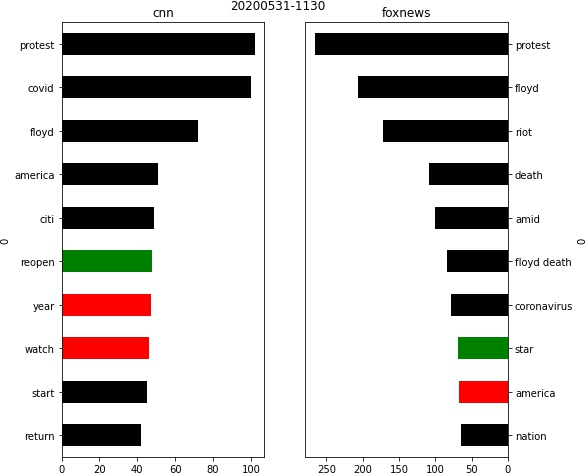 20200531-1130
cnn
foxnews
protest
covid
floyd
america
citi
reopen
year
watch
start
return
0
0 20 40 60 80 100
protest
floyd
riot
death
amid
floyd death
coronavirus
star
america
nation
0
250 200 150 100 50 0